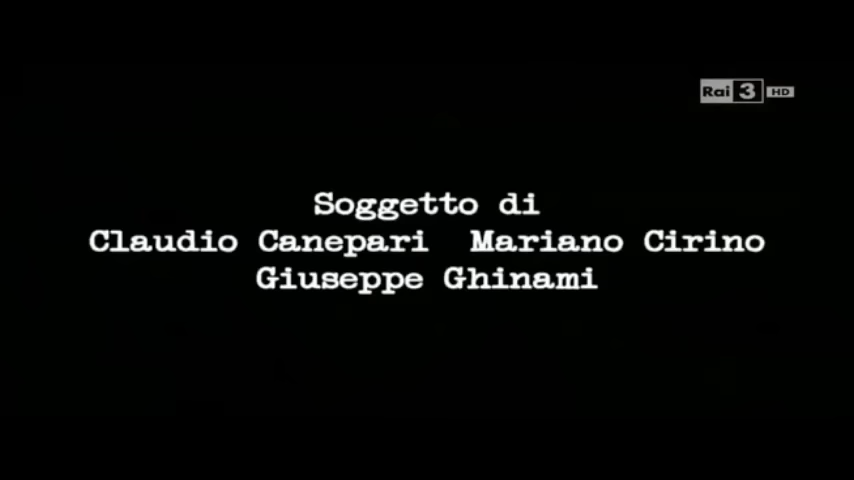 Rai 3 HD
Soggetto di
Claudio Canepari Mariano Cirino
Giuseppe Ghinami